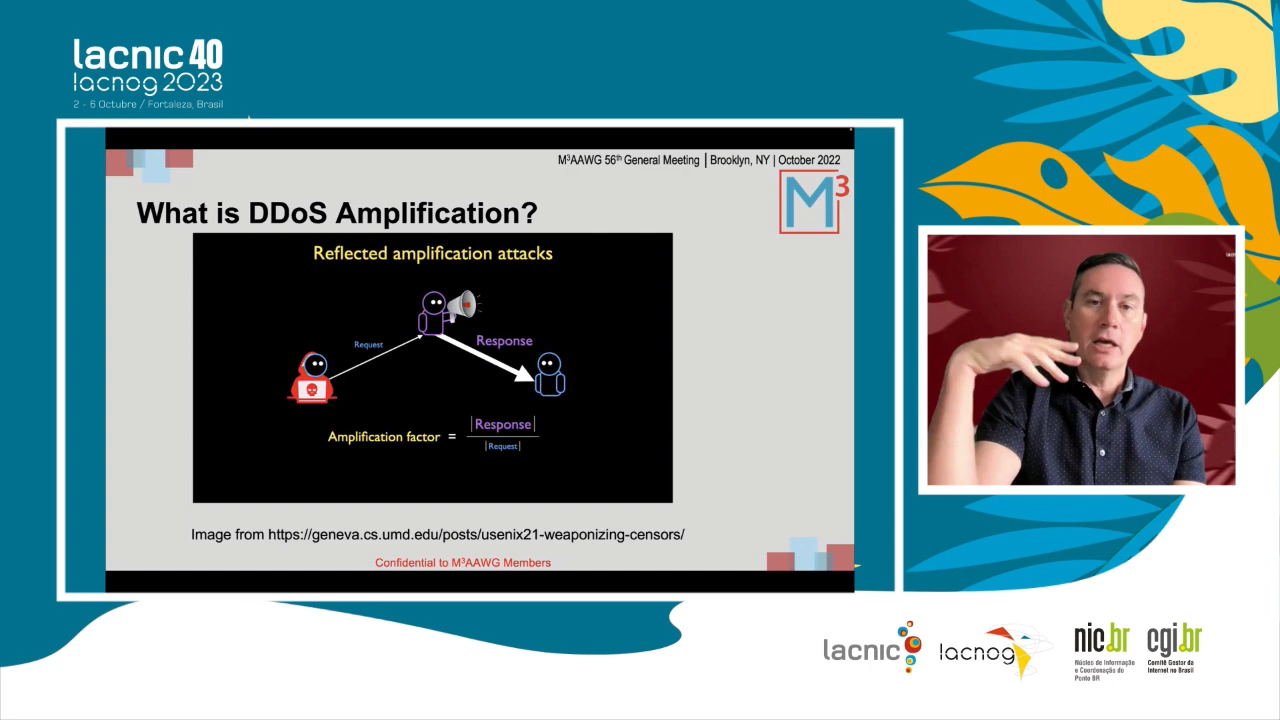 lacnic 40
lacnog 2023
2 - 6 Octubre / Fortaleza, Brasil
M³AAWG 56th General Meeting | Brooklyn, NY | October 2022
M3
What is DDoS Amplification?
Reflected amplification attacks
Request
Response
Amplification factor = |Response|
|Request|
Image from https://geneva.cs.umd.edu/posts/usenix21-weaponizing-censors/
Confidential to M³AAWG Members
lacnic
lacnog
nic.br
Núcleo de Informação
e Coordenação do
Ponto BR
cgi.br
Comitê Gestor da
Internet no Brasil